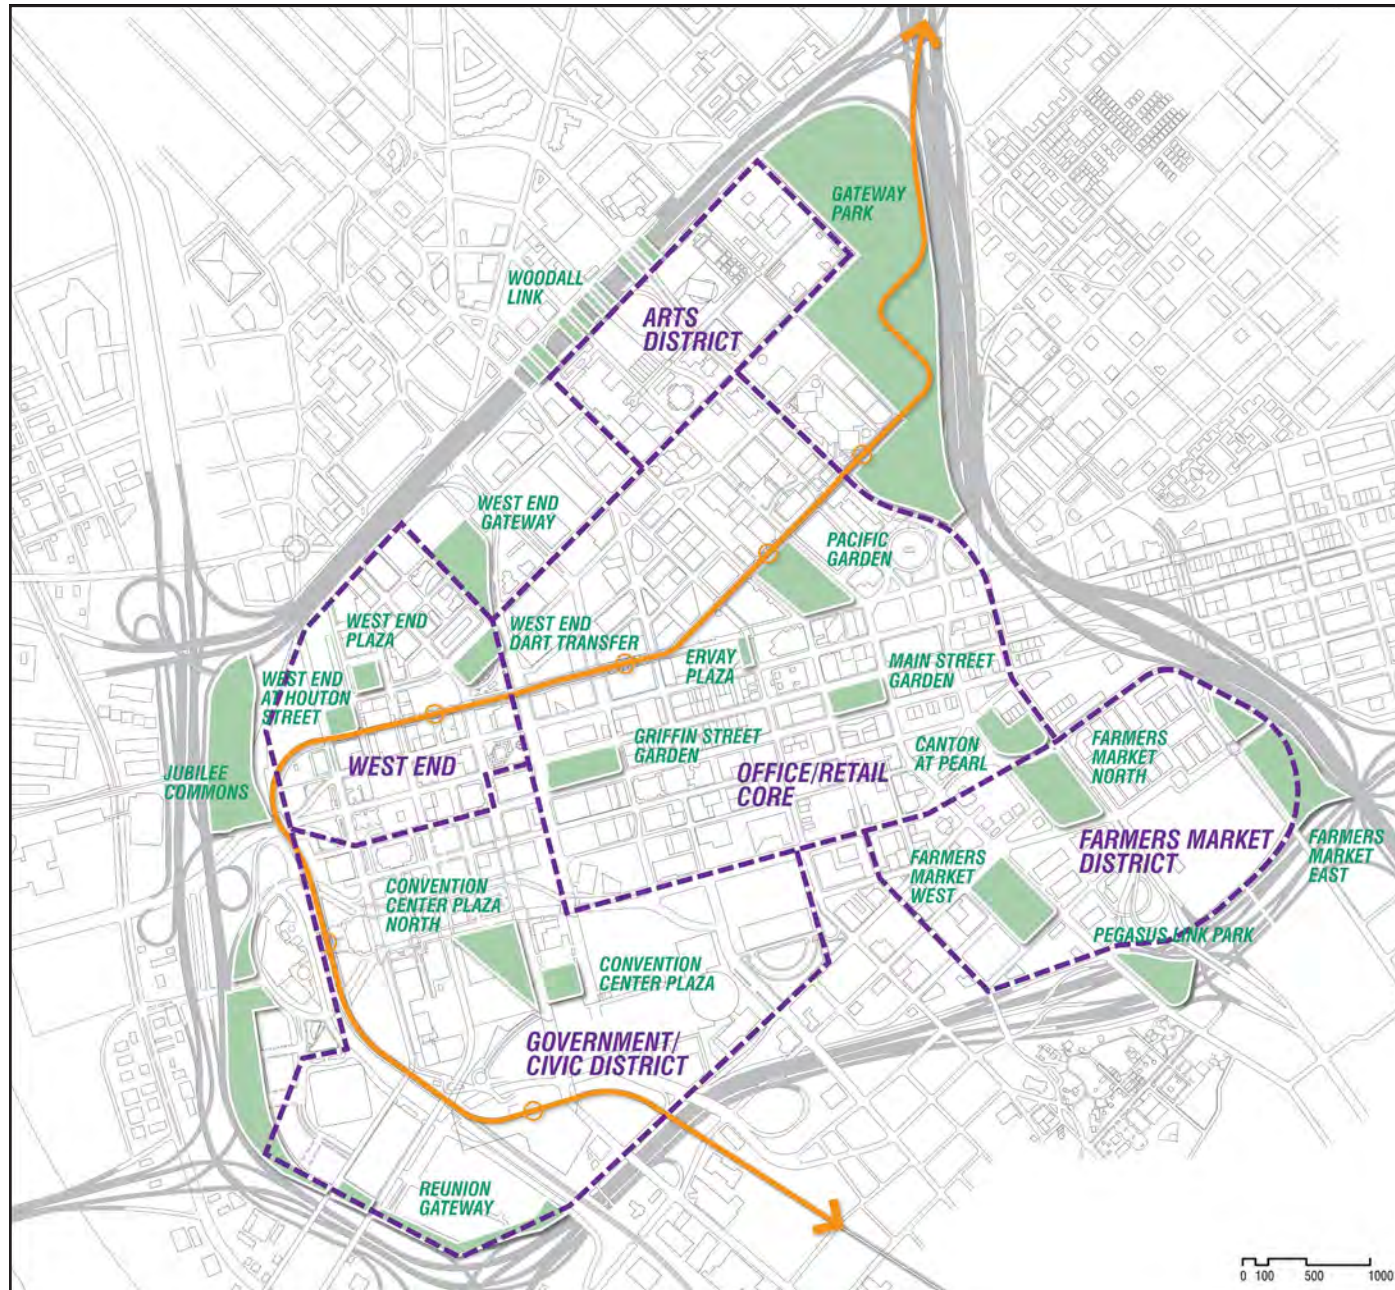 GATEWAY
PARK
WOODALL
LINK
ARTS
DISTRICT
WEST END
GATEWAY
PACIFIC
GARDEN
WEST END
PLAZA
WEST END
DART TRANSFER
ERVAY
PLAZA
MAIN STREET
GARDEN
WEST END
AT HOUTON
STREET
GRIFFIN STREET
GARDEN
CANTON
AT PEARL
FARMERS
MARKET
NORTH
WEST END
OFFICE/RETAIL
CORE
JUBILEE
COMMONS
FARMERS MARKET
DISTRICT
FARMERS
MARKET
EAST
FARMERS
MARKET
WEST
CONVENTION
CENTER PLAZA
NORTH
PEGASUS LINK PARK
CONVENTION
CENTER PLAZA
GOVERNMENT/
CIVIC DISTRICT
REUNION
GATEWAY
0 100 500 1000